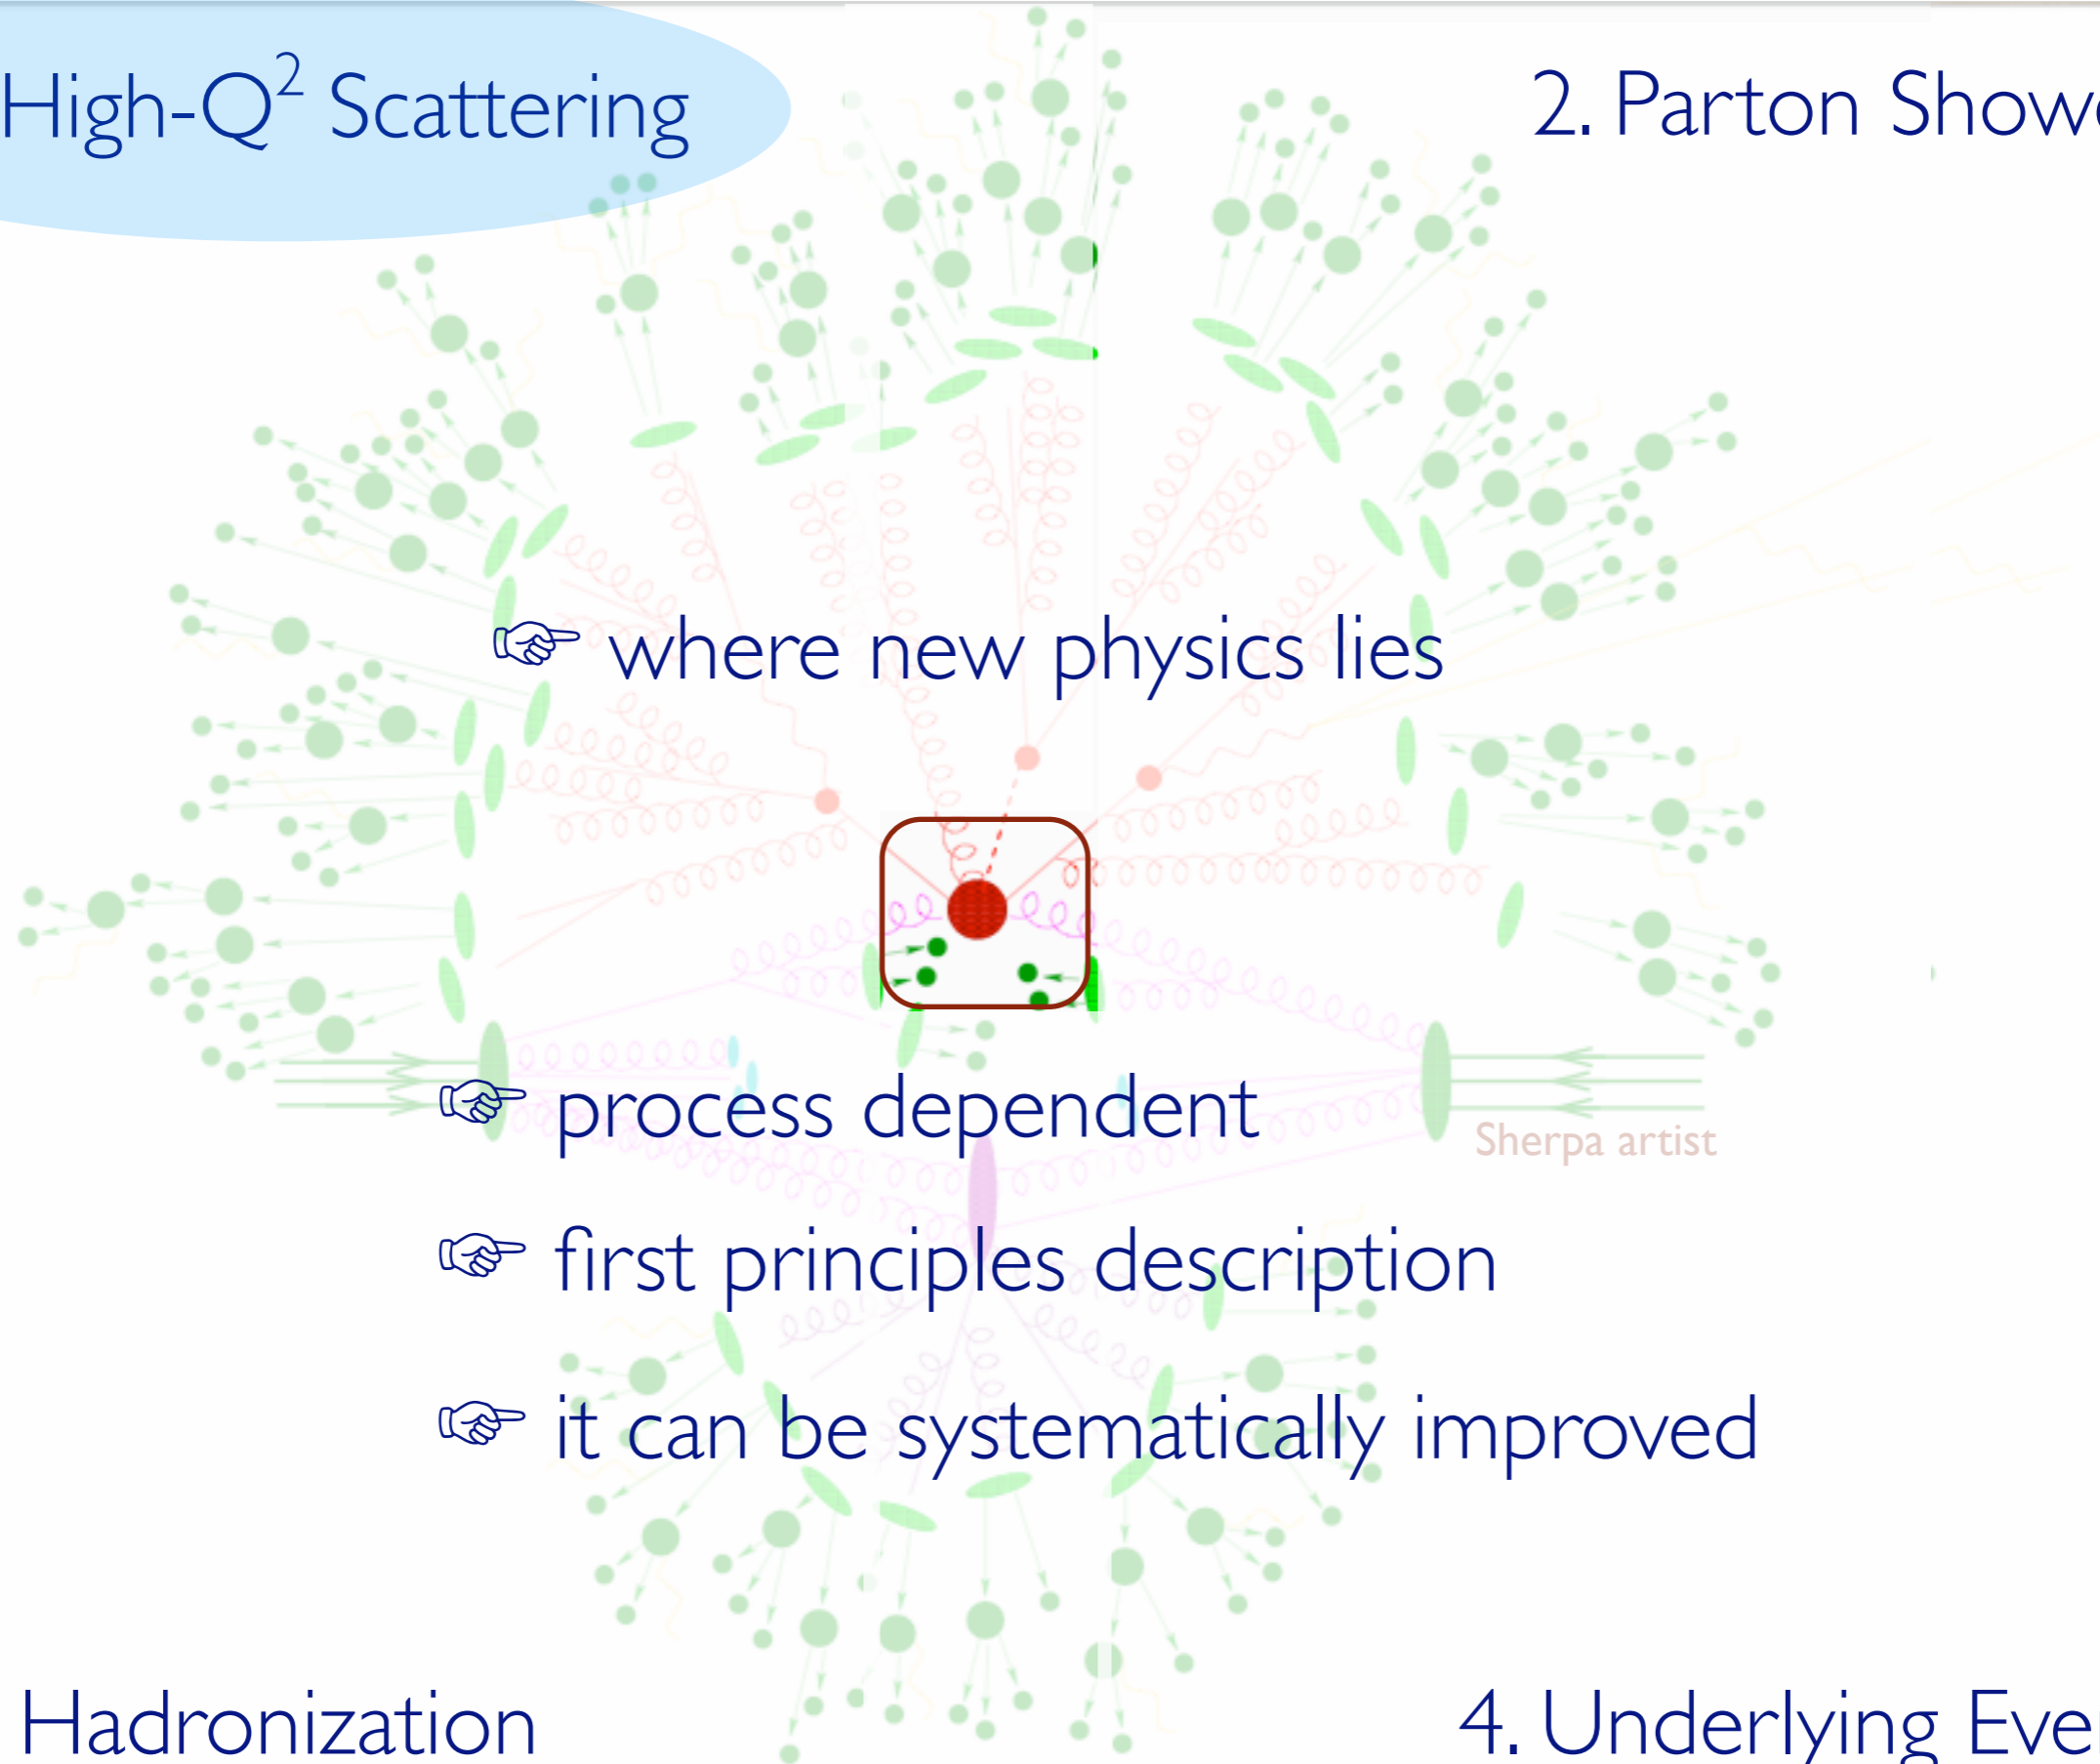 High-Q² Scattering
2. Parton Showe
☞ where new physics lies
☞ process dependent
Sherpa artist
☞ first principles description
☞ it can be systematically improved
Hadronization
4. Underlying Eve